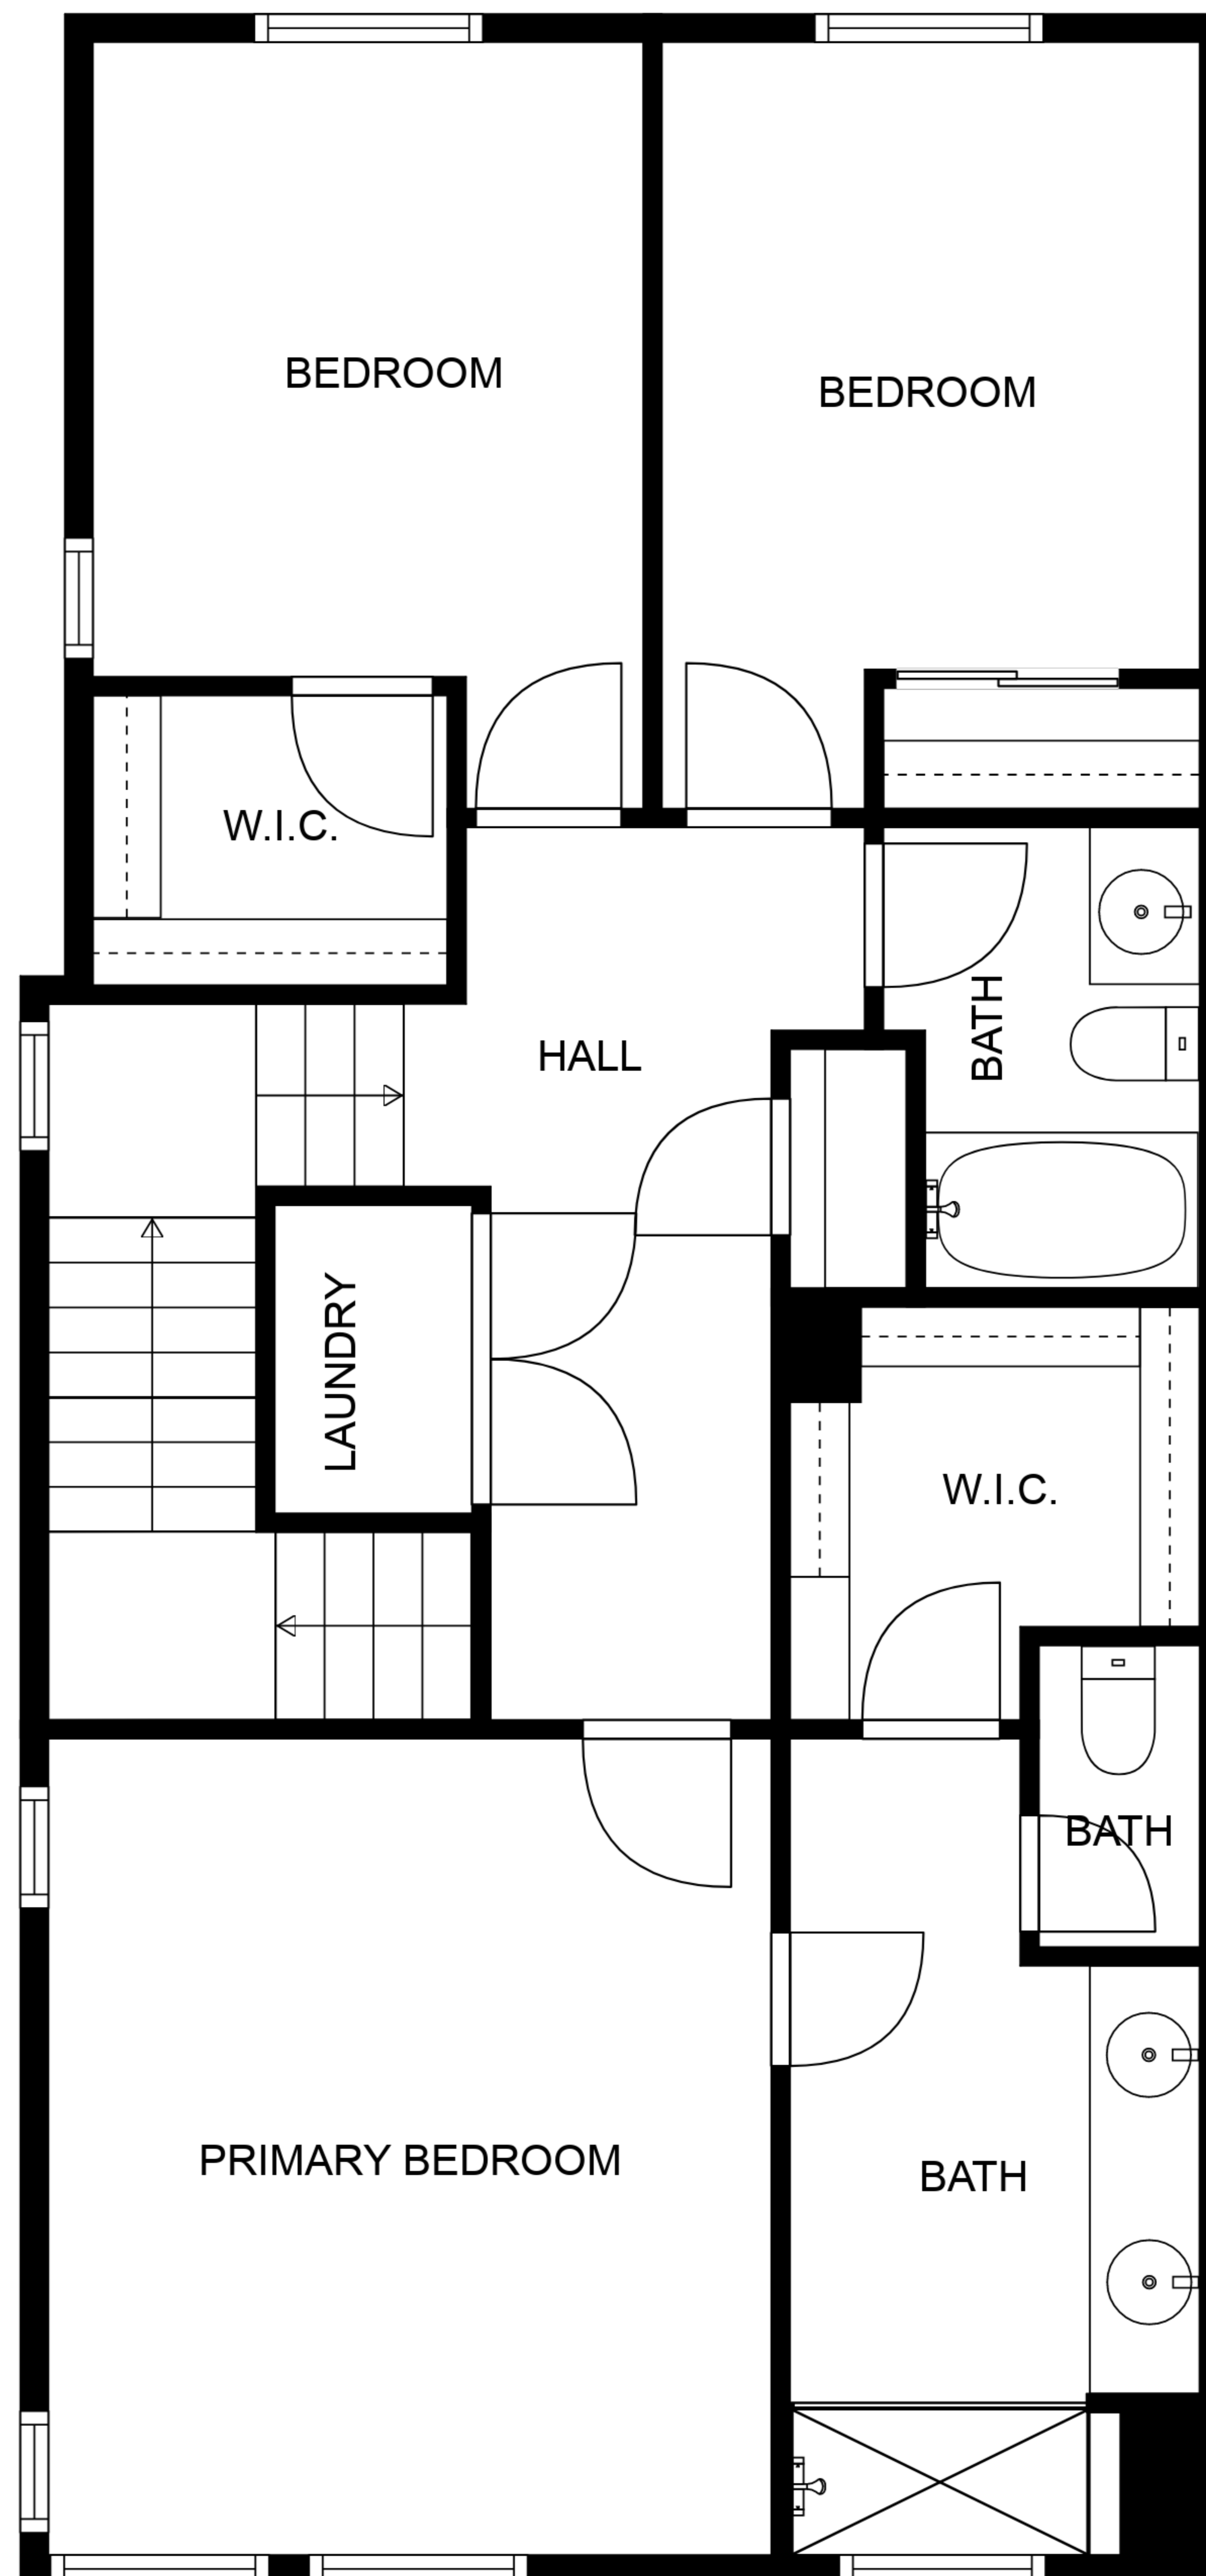 BEDROOM
BEDROOM
W.I.C.
BATH
HALL
LAUNDRY
W.I.C.
BATH
PRIMARY BEDROOM
BATH